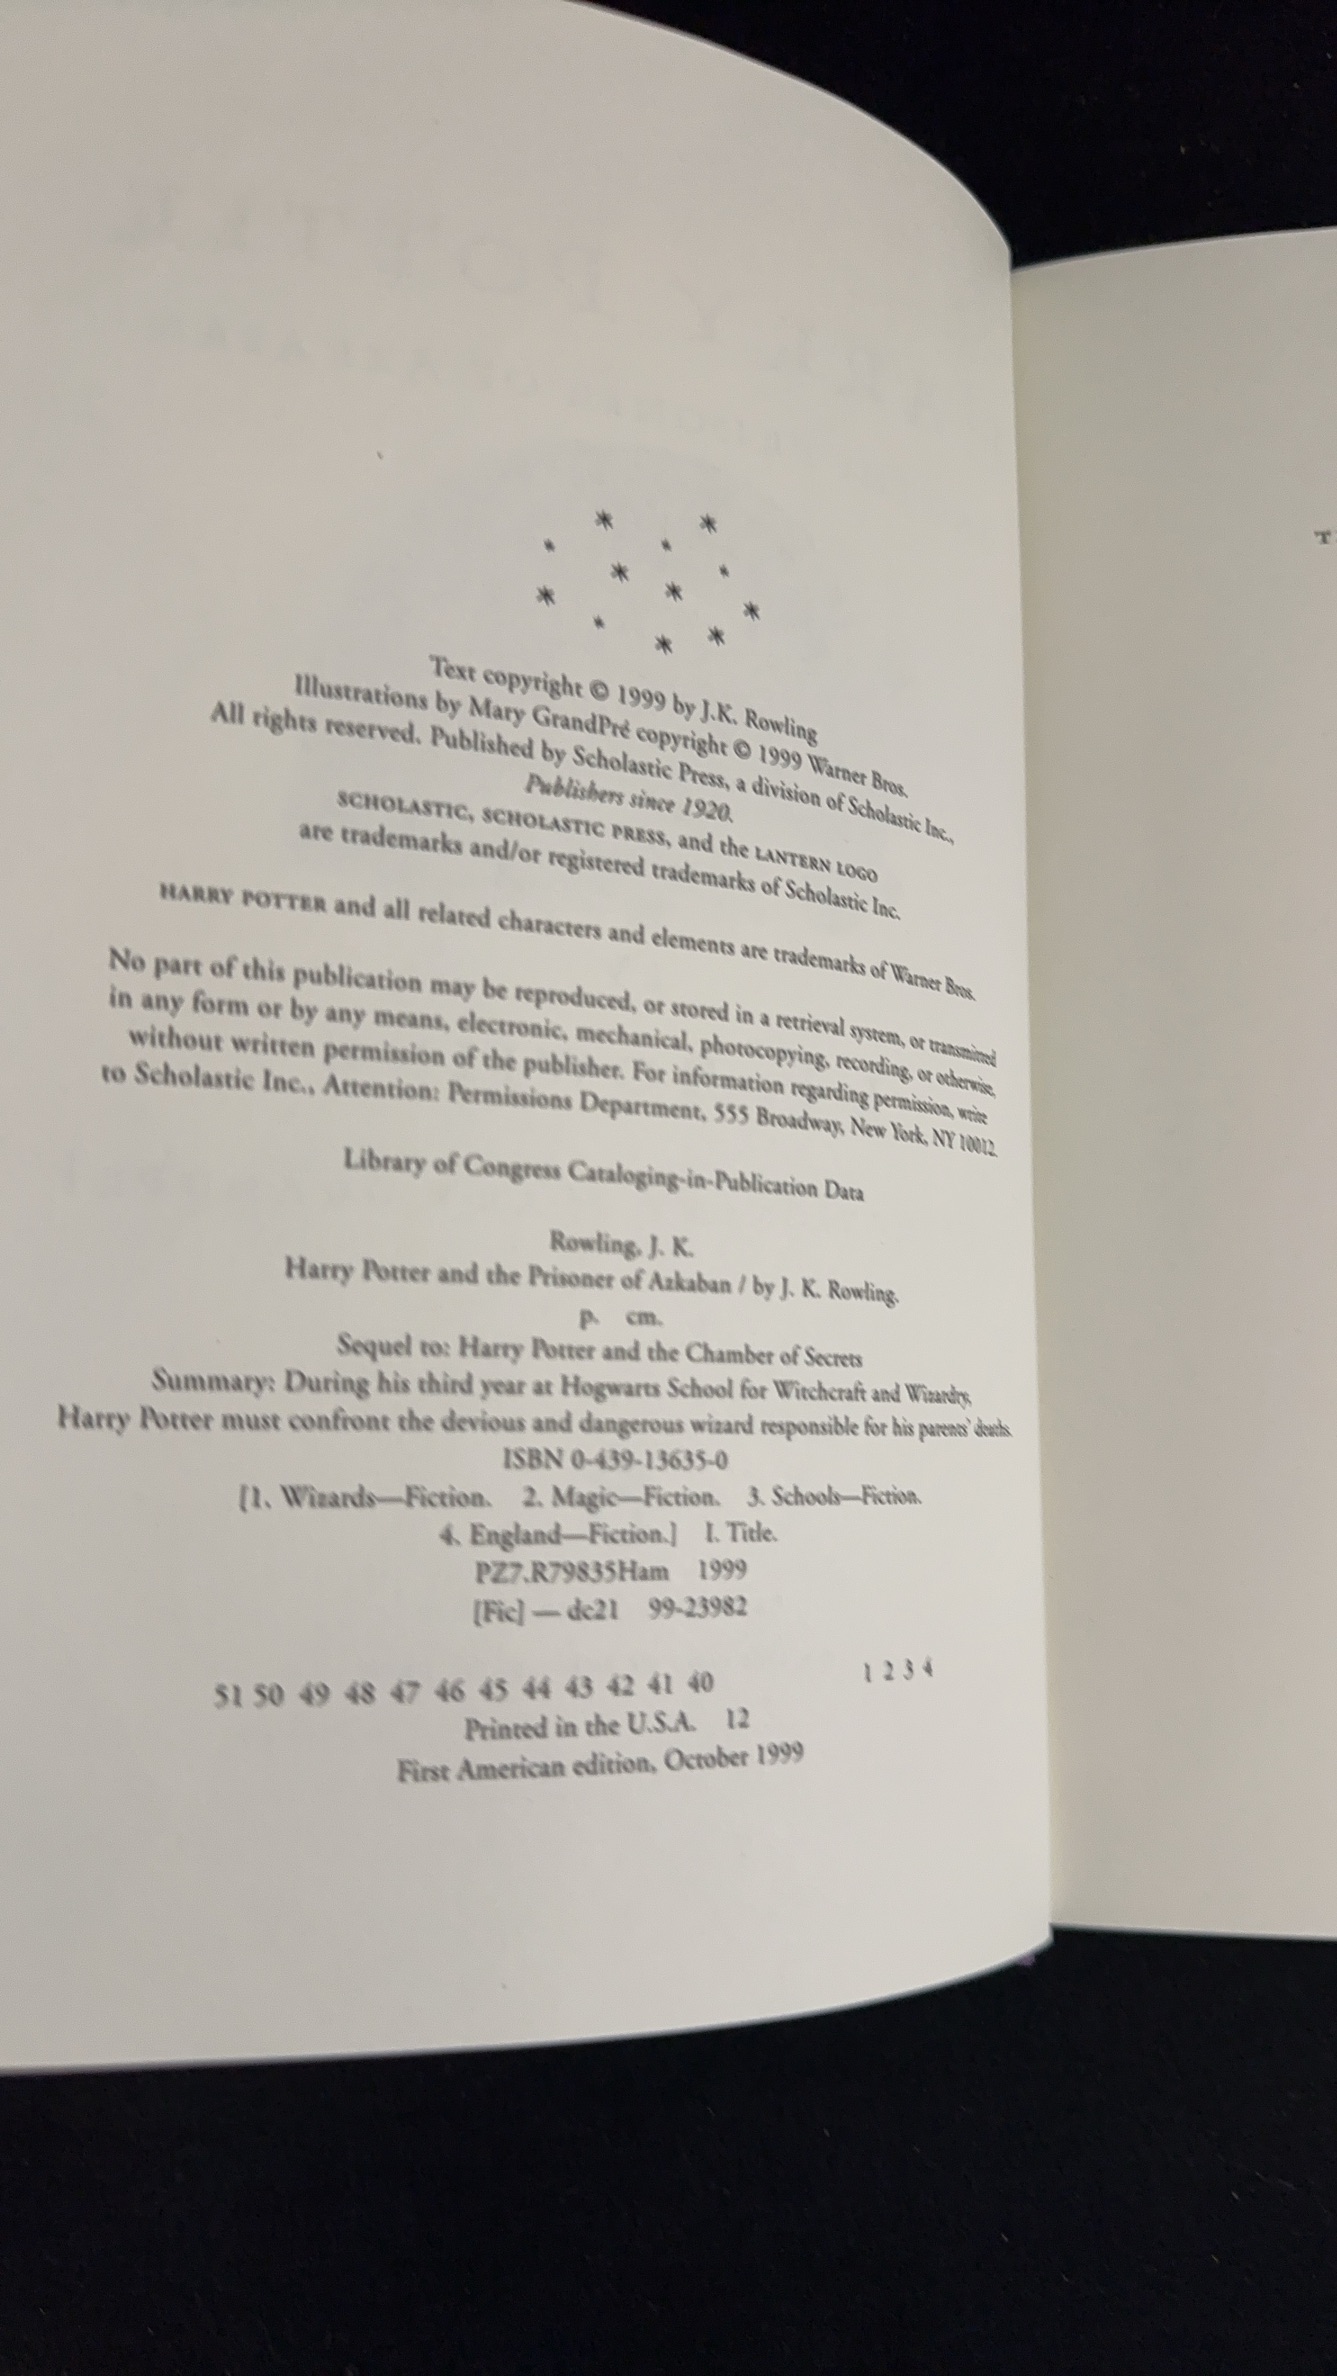 Text copyright © 1999 by J.K. Rowling
Illustrations by Mary GrandPré copyright © 1999 Warner Bros.
All rights reserved. Published by Scholastic Press, a division of Scholastic Inc.,
Publishers since 1920.
SCHOLASTIC, SCHOLASTIC PRESS, and the LANTERN LOGO
are trademarks and/or registered trademarks of Scholastic Inc.
HARRY POTTER and all related characters and elements are trademarks of Warner Bros.
No part of this publication may be reproduced, or stored in a retrieval system, or transmitted
in any form or by any means, electronic, mechanical, photocopying, recording, or otherwise,
without written permission of the publisher. For information regarding permission, write
to Scholastic Inc., Attention: Permissions Department, 555 Broadway, New York, NY 10012.
Library of Congress Cataloging-in-Publication Data
Rowling, J. K.
Harry Potter and the Prisoner of Azkaban / by J. K. Rowling.
p. cm.
Sequel to: Harry Potter and the Chamber of Secrets
Summary: During his third year at Hogwarts School for Witchcraft and Wizardry,
Harry Potter must confront the devious and dangerous wizard responsible for his parents' deaths.
ISBN 0-439-13635-0
[1. Wizards—Fiction. 2. Magic—Fiction. 3. Schools—Fiction.
4. England—Fiction.] I. Title.
PZ7.R79835Ham 1999
[Fic] — dc21 99-23982
51 50 49 48 47 46 45 44 43 42 41 40 1 2 3 4
Printed in the U.S.A. 12
First American edition, October 1999